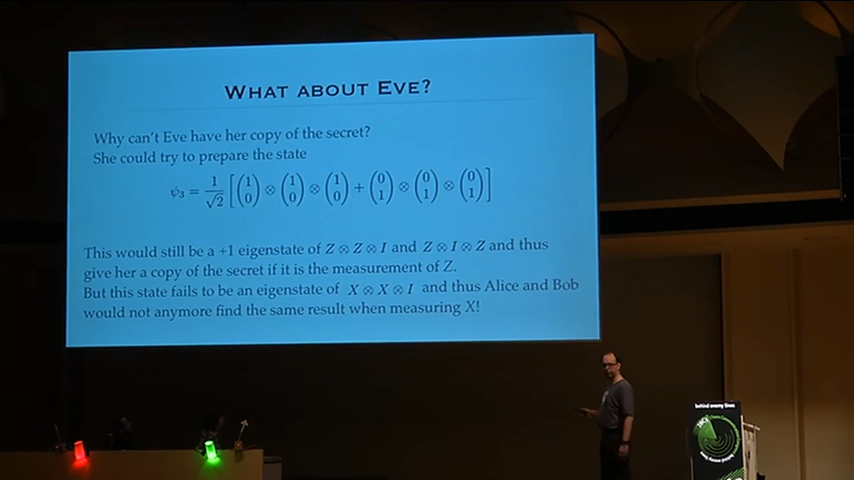 WHAT ABOUT EVE?
Why can't Eve have her copy of the secret?
She could try to prepare the state
ψ₃ = 1/√2 [(1 0) ⊗ (1 0) ⊗ (1 0) + (0 1) ⊗ (0 1) ⊗ (0 1)]
This would still be a +1 eigenstate of Z ⊗ Z ⊗ I and Z ⊗ I ⊗ Z and thus
give her a copy of the secret if it is the measurement of Z.
But this state fails to be an eigenstate of X ⊗ X ⊗ I and thus Alice and Bob
would not anymore find the same result when measuring X!
behind enemy lines